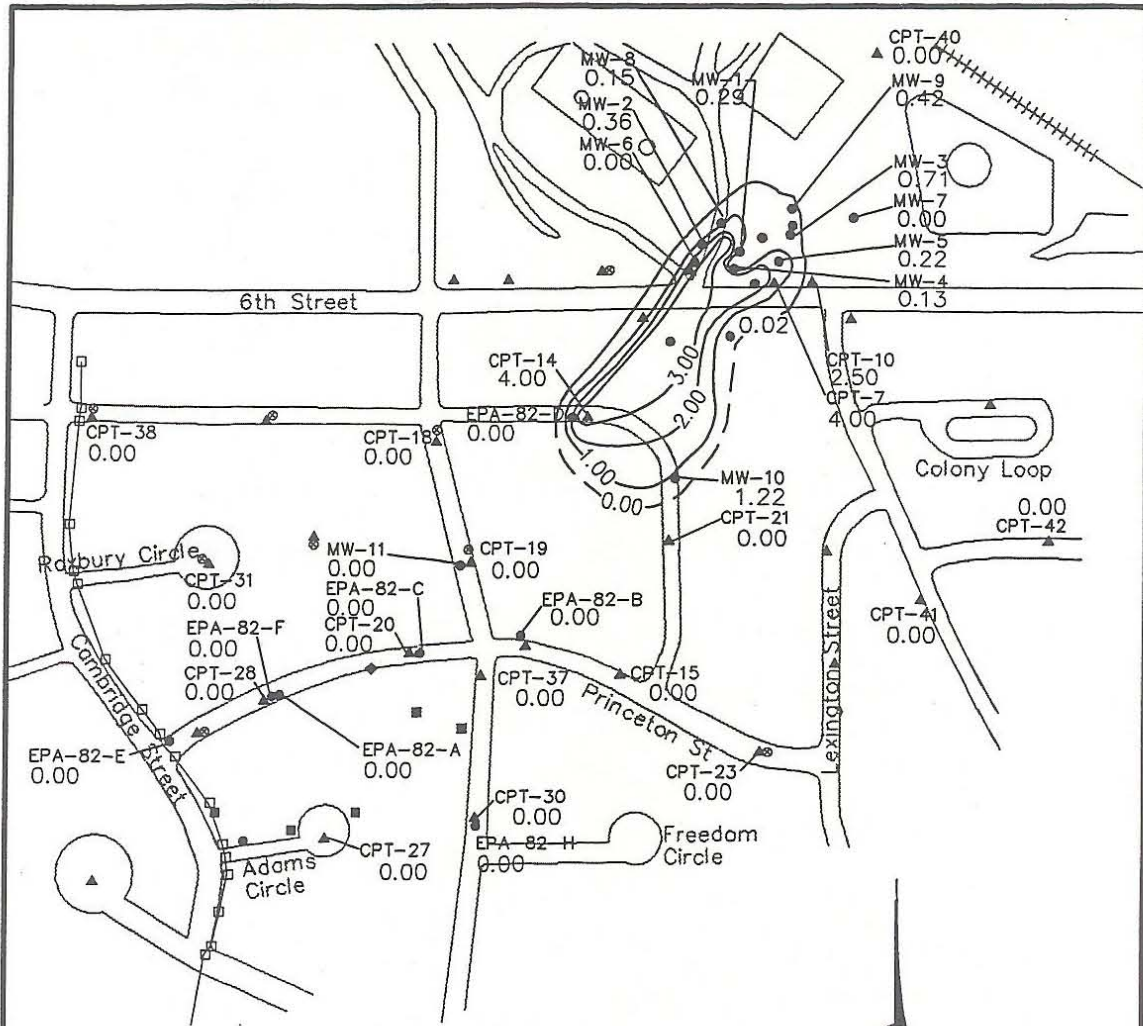 CPT-40
0.00
MW-8
0.15
MW-1
0.29
MW-9
0.42
MW-2
0.36
MW-6
0.00
MW-3
0.71
MW-7
0.00
MW-5
0.22
MW-4
0.13
6th Street
0.02
CPT-14
4.00
3.00
CPT-10
2.50
CPT-7
4.00
2.00
EPA-82-D
0.00
CPT-38
0.00
CPT-18
0.00
1.00
0.00
Colony Loop
MW-10
1.22
CPT-21
0.00
0.00
CPT-42
Roxbury Circle
CPT-31
0.00
MW-11
0.00
CPT-19
0.00
EPA-82-C
0.00
EPA-82-B
0.00
CPT-20
0.00
EPA-82-F
0.00
CPT-28
0.00
CPT-41
0.00
Cambridge Street
CPT-37
0.00
CPT-15
0.00
Princeton St
Lexington Street
EPA-82-E
0.00
EPA-82-A
0.00
CPT-23
0.00
CPT-30
0.00
EPA-82-H
0.00
Freedom
Circle
CPT-27
0.00
Adams
Circle